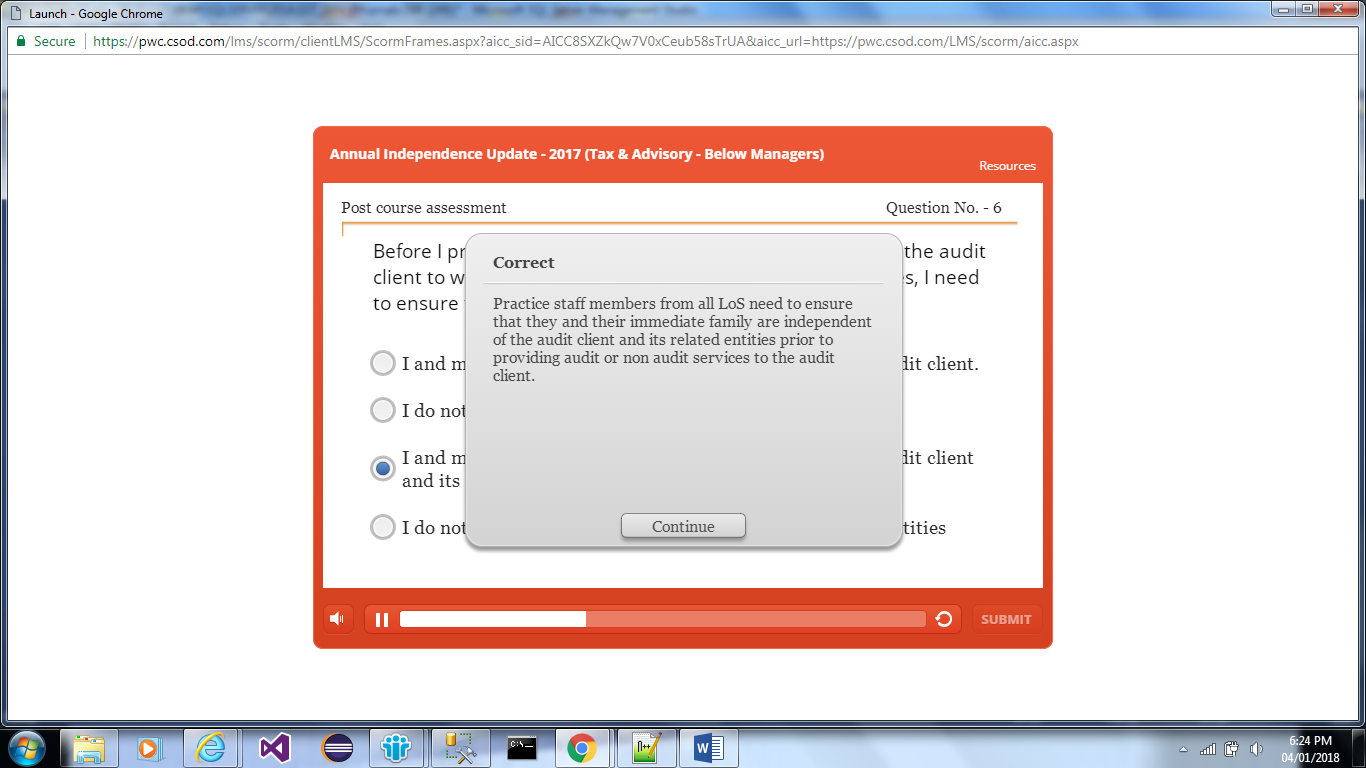 Launch - Google Chrome
Secure https://pwc.csod.com/lms/scorm/clientLMS/ScormFrames.aspx?aicc_sid=AICC8SXZkQw7V0xCeub58sTrUA&aicc_url=https://pwc.csod.com/LMS/scorm/aicc.aspx
Annual Independence Update - 2017 (Tax & Advisory - Below Managers)
Resources
Post course assessment Question No. - 6
Before I the audit
client to I need
to ensure
Correct
Practice staff members from all LoS need to ensure
that they and their immediate family are independent
of the audit client and its related entities prior to
providing audit or non audit services to the audit
client.
I and client.
I do not
I and client
and its
I do not
Continue
SUBMIT
C:\
N++
W
6:24 PM
04/01/2018